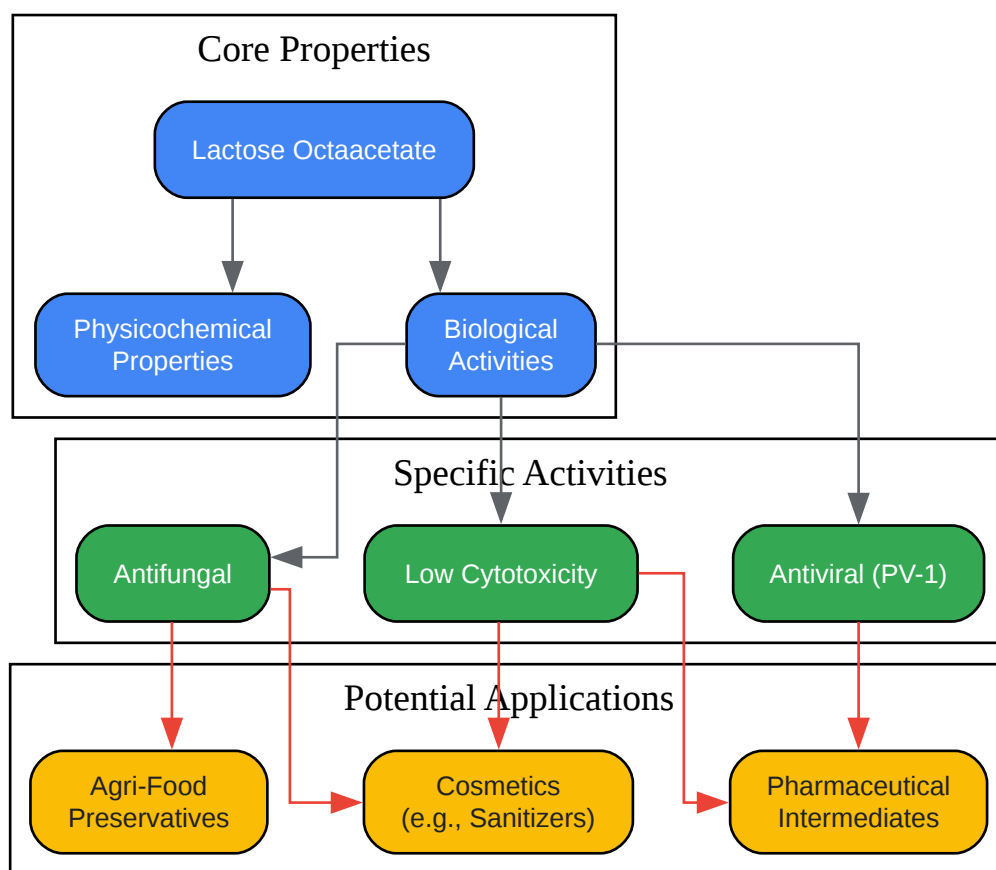 Core Properties
Lactose Octaacetate
Physicochemical
Properties
Biological
Activities
Specific Activities
Antifungal
Low Cytotoxicity
Antiviral (PV-1)
Potential Applications
Agri-Food
Preservatives
Cosmetics
(e.g., Sanitizers)
Pharmaceutical
Intermediates